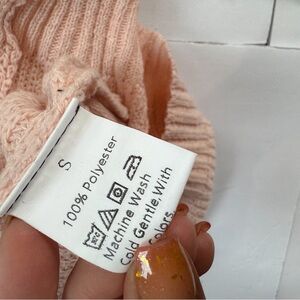 S
100% Polyester
Machine Wash
Cold Gentle,With
Colors.